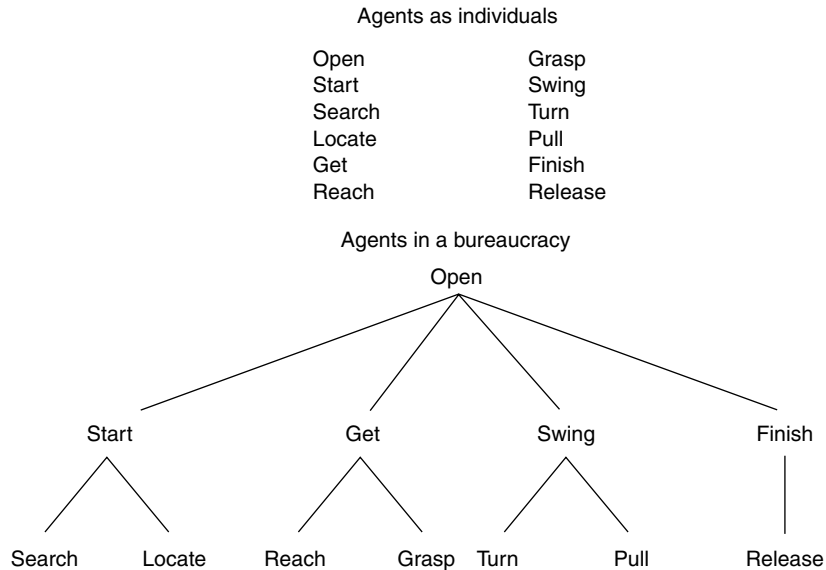 Agents as individuals
Open Grasp
Start Swing
Search Turn
Locate Pull
Get Finish
Reach Release
Agents in a bureaucracy
Open
Start Get Swing Finish
Search Locate Reach Grasp Turn Pull Release